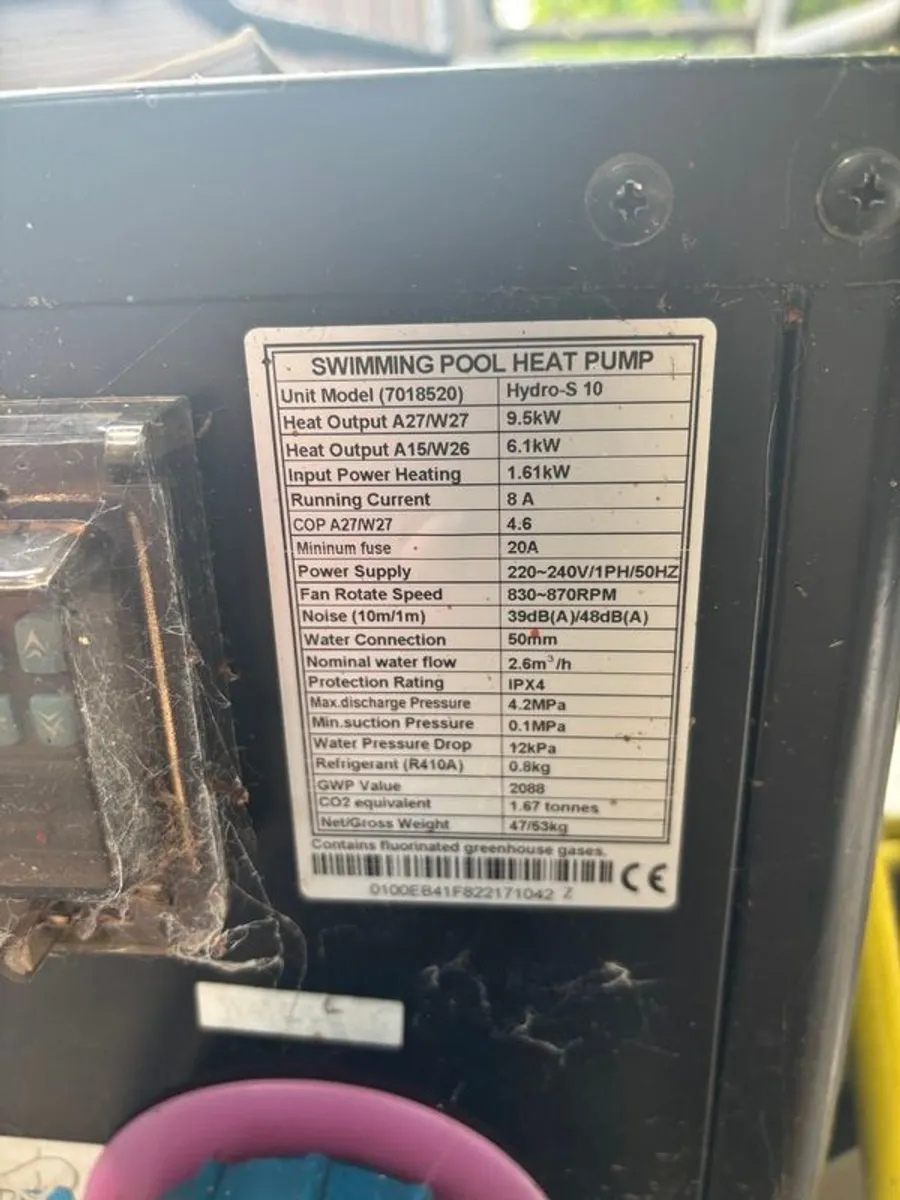 SWIMMING POOL HEAT PUMP
Unit Model (7018520) Hydro-S 10
Heat Output A27/W27 9.5kW
Heat Output A15/W26 6.1kW
Input Power Heating 1.61kW
Running Current 8 A
COP A27/W27 4.6
Mininum fuse 20A
Power Supply 220~240V/1PH/50HZ
Fan Rotate Speed 830~870RPM
Noise (10m/1m) 39dB(A)/48dB(A)
Water Connection 50mm
Nominal water flow 2.6m³/h
Protection Rating IPX4
Max.discharge Pressure 4.2MPa
Min.suction Pressure 0.1MPa
Water Pressure Drop 12kPa
Refrigerant (R410A) 0.8kg
GWP Value 2088
CO2 equivalent 1.67 tonnes
Net/Gross Weight 47/53kg
Contains fluorinated greenhouse gases.
CE
0100EB41F822171042 Z